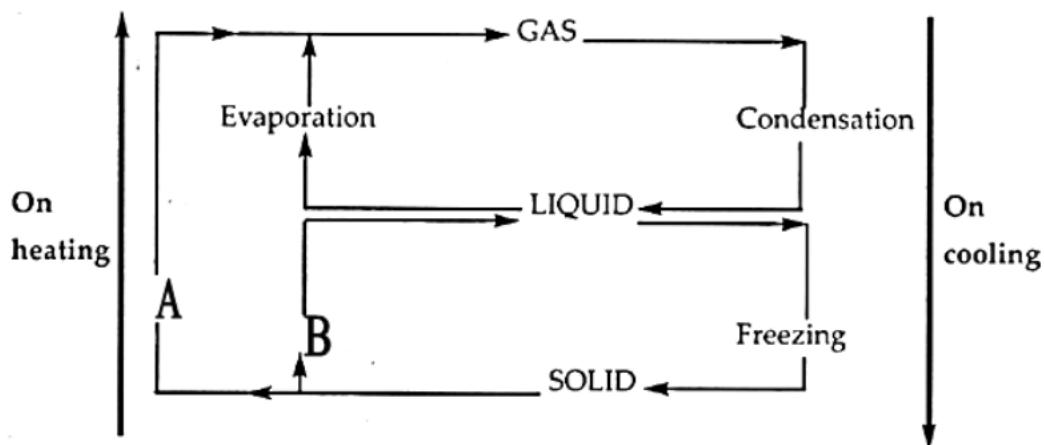 GAS
Evaporation
Condensation
On
heating
LIQUID
On
cooling
A
B
Freezing
SOLID